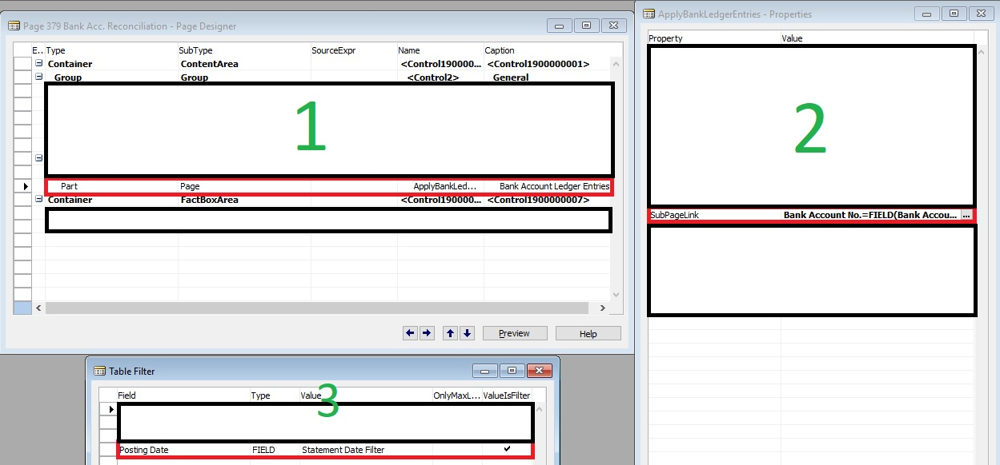 Page 379 Bank Acc. Reconciliation - Page Designer
E.. Type SubType SourceExpr Name Caption
Container ContentArea <Control190000... <Control1900000001>
Group Group <Control2> General
1
Part Page ApplyBankLed... Bank Account Ledger Entries
Container FactBoxArea <Control190000... <Control1900000007>
Preview Help
ApplyBankLedgerEntries - Properties
Property Value
2
SubPageLink Bank Account No.=FIELD(Bank Accou... ...
Table Filter
Field Type Value OnlyMaxL... ValueIsFilter
3
Posting Date FIELD Statement Date Filter